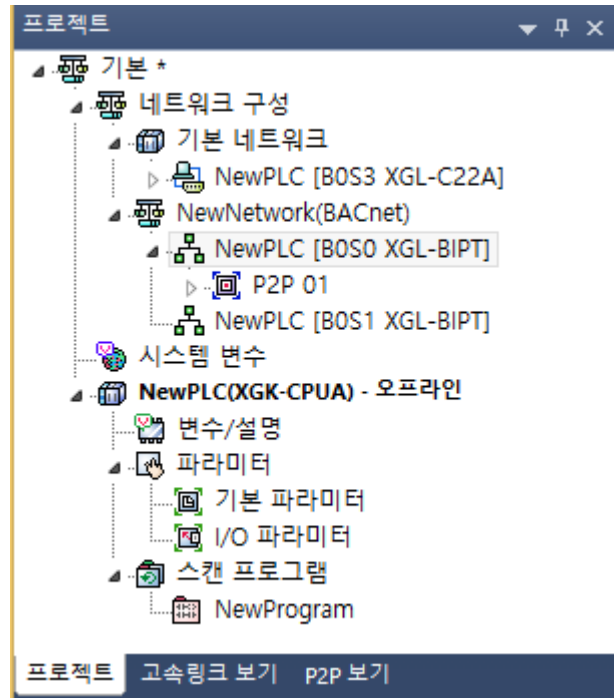 프로젝트
기본 *
네트워크 구성
기본 네트워크
NewPLC [B0S3 XGL-C22A]
NewNetwork(BACnet)
NewPLC [B0S0 XGL-BIPT]
P2P 01
NewPLC [B0S1 XGL-BIPT]
시스템 변수
NewPLC(XGK-CPUA) - 오프라인
변수/설명
파라미터
기본 파라미터
I/O 파라미터
스캔 프로그램
NewProgram
프로젝트 고속링크 보기 P2P 보기